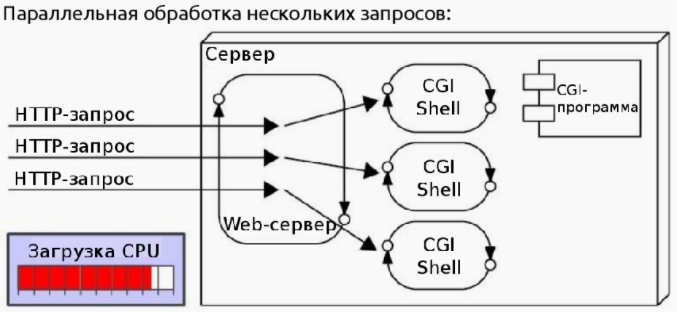 Параллельная обработка нескольких запросов:
Сервер
HTTP-запрос
HTTP-запрос
HTTP-запрос
Web-сервер
CGI
Shell
CGI
Shell
CGI
Shell
CGI-
программа
Загрузка CPU